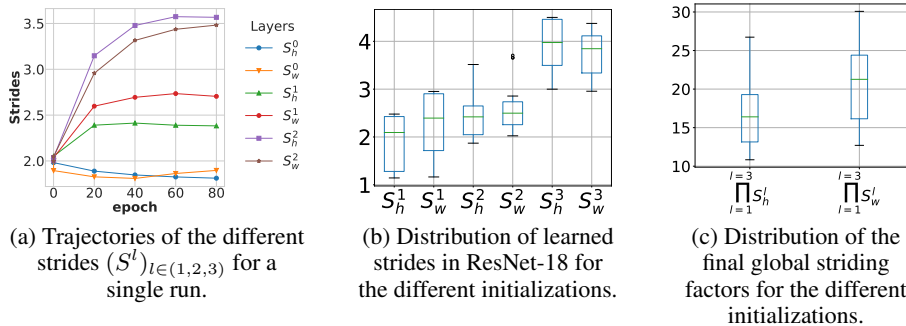 3.5
3.0
2.5
2.0
Strides
0 20 40 60 80
epoch
Layers
S_h^0
S_w^0
S_h^1
S_w^1
S_h^2
S_w^2
(a) Trajectories of the different
strides (S^l)_{l∈(1,2,3)} for a
single run.
4
3
2
1
S_h^1 S_w^1 S_h^2 S_w^2 S_h^3 S_w^3
(b) Distribution of learned
strides in ResNet-18 for
the different initializations.
30
25
20
15
10
∏_{l=1}^{l=3} S_h^l ∏_{l=1}^{l=3} S_w^l
(c) Distribution of the
final global striding
factors for the different
initializations.